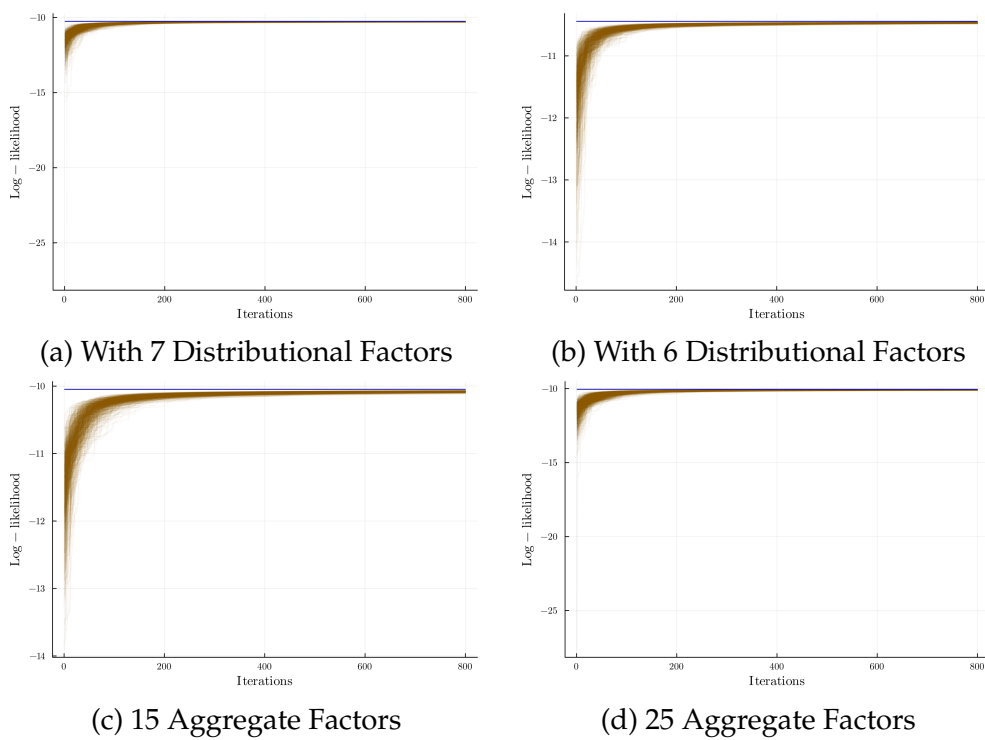 −10
−15
−20
−25
Log − likelihood
0 200 400 600 800
Iterations
(a) With 7 Distributional Factors
−11
−12
−13
−14
Log − likelihood
0 200 400 600 800
Iterations
(b) With 6 Distributional Factors
−10
−11
−12
−13
−14
Log − likelihood
0 200 400 600 800
Iterations
(c) 15 Aggregate Factors
−10
−15
−20
−25
Log − likelihood
0 200 400 600 800
Iterations
(d) 25 Aggregate Factors